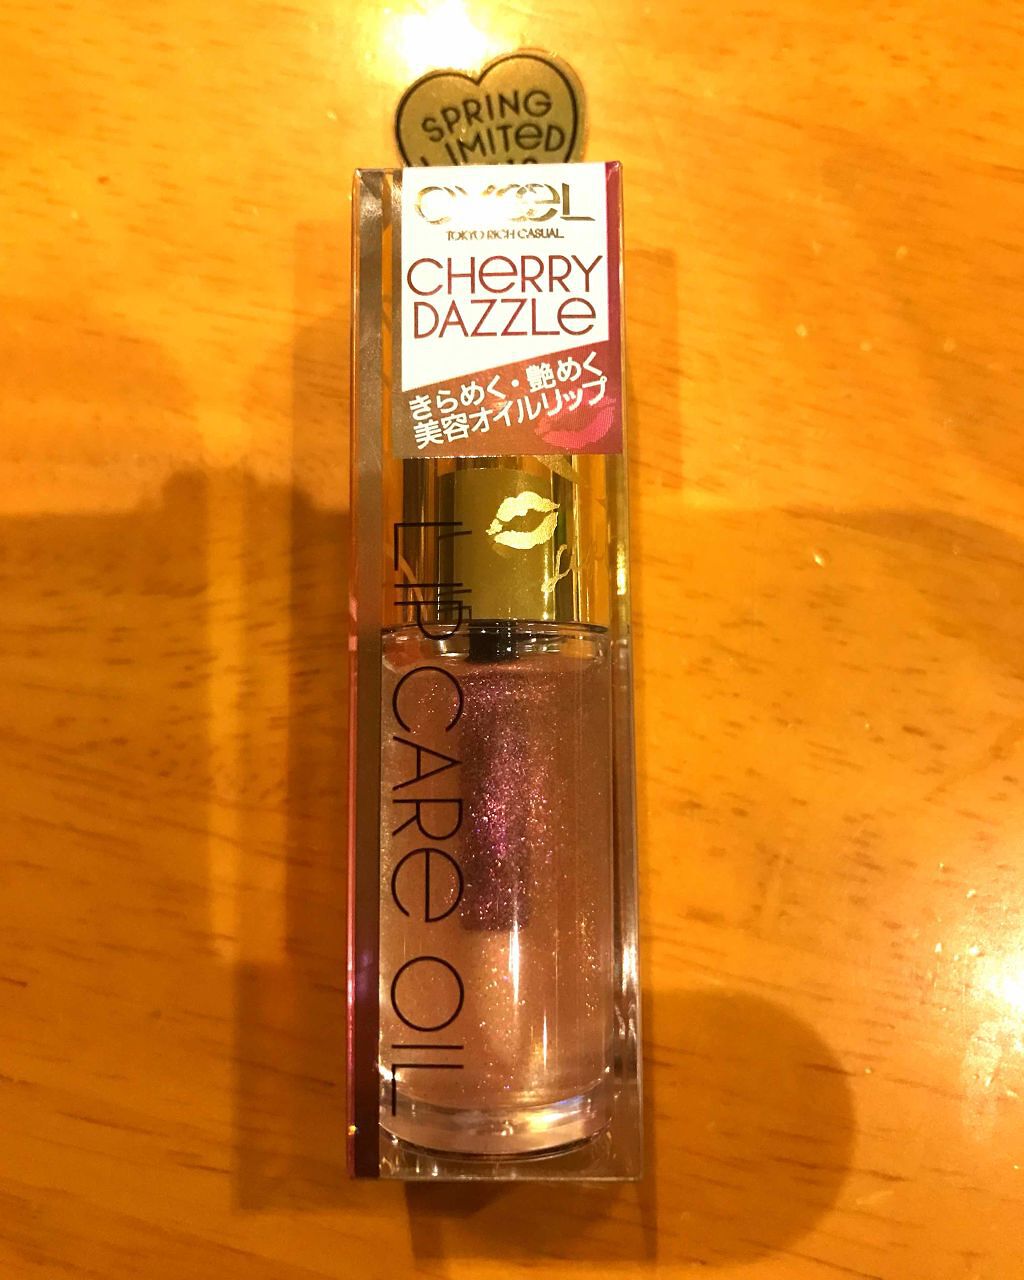 SPRING
LIMITED
excel
TOKYO RICH CASUAL
CHERRY
DAZZLE
きらめく・艶めく
美容オイルリップ
LIP CARE OIL